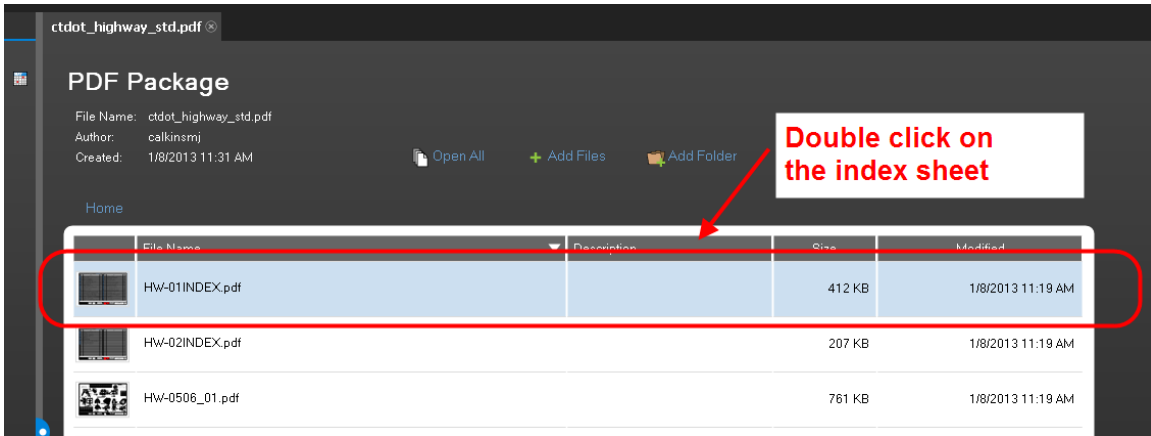 ctdot_highway_std.pdf
PDF Package
File Name: ctdot_highway_std.pdf
Author: calkinsmj
Created: 1/8/2013 11:31 AM
Open All Add Files Add Folder
Double click on
the index sheet
Home
File Name Description Size Modified
HW-01INDEX.pdf 412 KB 1/8/2013 11:19 AM
HW-02INDEX.pdf 207 KB 1/8/2013 11:19 AM
HW-0506_01.pdf 761 KB 1/8/2013 11:19 AM